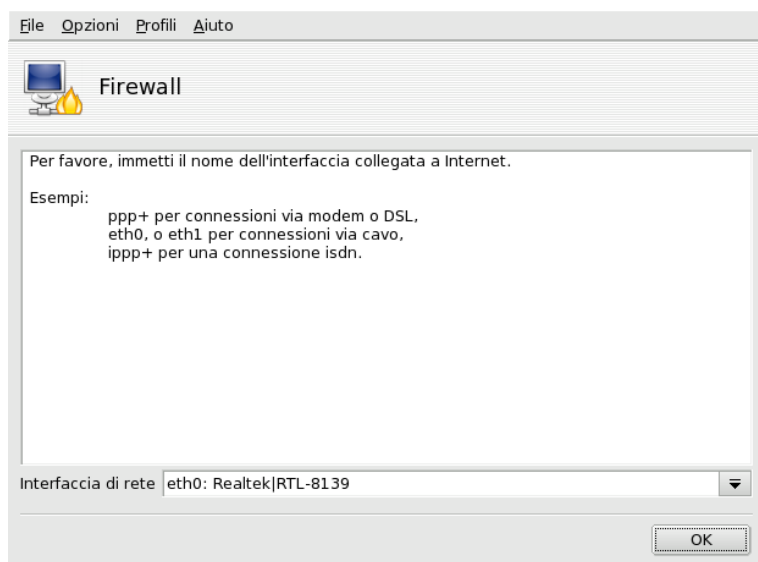 File Opzioni Profili Aiuto
Firewall
Per favore, immetti il nome dell'interfaccia collegata a Internet.
Esempi:
ppp+ per connessioni via modem o DSL,
eth0, o eth1 per connessioni via cavo,
ippp+ per una connessione isdn.
Interfaccia di rete eth0: Realtek|RTL-8139
OK